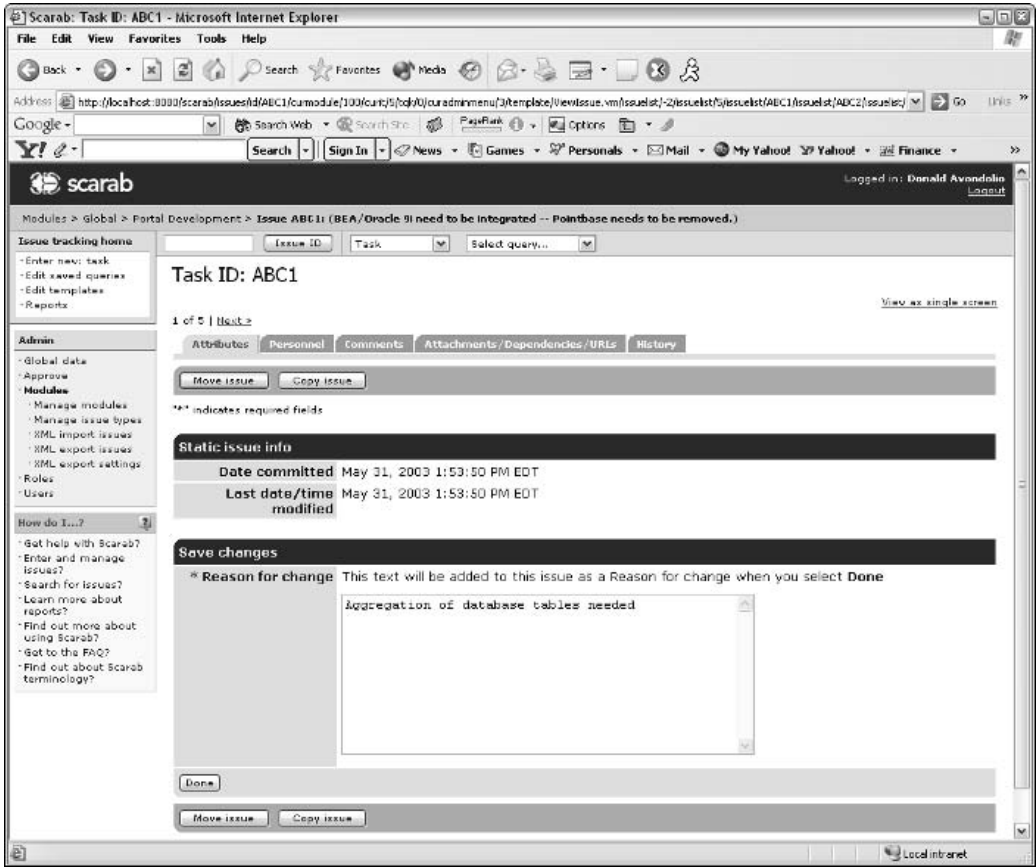 Scarab: Task ID: ABC1 - Microsoft Internet Explorer
File Edit View Favorites Tools Help
Back Search Favorites Media
Address http://localhost:8080/scarab/issues/id/ABC1/curmodule/100/curit/5/tqk/0/curadminmenu/3/template/ViewIssue.vm/issuelist/-2/issuelist/5/issuelist/ABC1/issuelist/ABC2/issuelist/ Go Links »
Google Search Web Search Site PageRank Options
Y! Search Sign In News Games Personals Mail My Yahoo! Yahoo! Finance »
scarab
Logged in: Donald Avondolio
Logout
Modules > Global > Portal Development > Issue ABC1: (BEA/Oracle 9i need to be integrated -- Pointbase needs to be removed.)
Issue tracking home
Issue ID Task Select query...
Enter new: task
Edit saved queries
Edit templates
Reports
Admin
Global data
Approve
Modules
Manage modules
Manage issue types
XML import issues
XML export issues
XML export settings
Roles
Users
How do I...? ?
Get help with Scarab?
Enter and manage
issues?
Search for issues?
Learn more about
reports?
Find out more about
using Scarab?
Get to the FAQ?
Find out about Scarab
terminology?
Task ID: ABC1
View as single screen
1 of 5 | Next >
Attributes Personnel Comments Attachments/Dependencies/URLs History
Move issue Copy issue
"*" indicates required fields
Static issue info
Date committed May 31, 2003 1:53:50 PM EDT
Last date/time May 31, 2003 1:53:50 PM EDT
modified
Save changes
* Reason for change This text will be added to this issue as a Reason for change when you select Done
Aggregation of database tables needed
Done
Move issue Copy issue
Local intranet